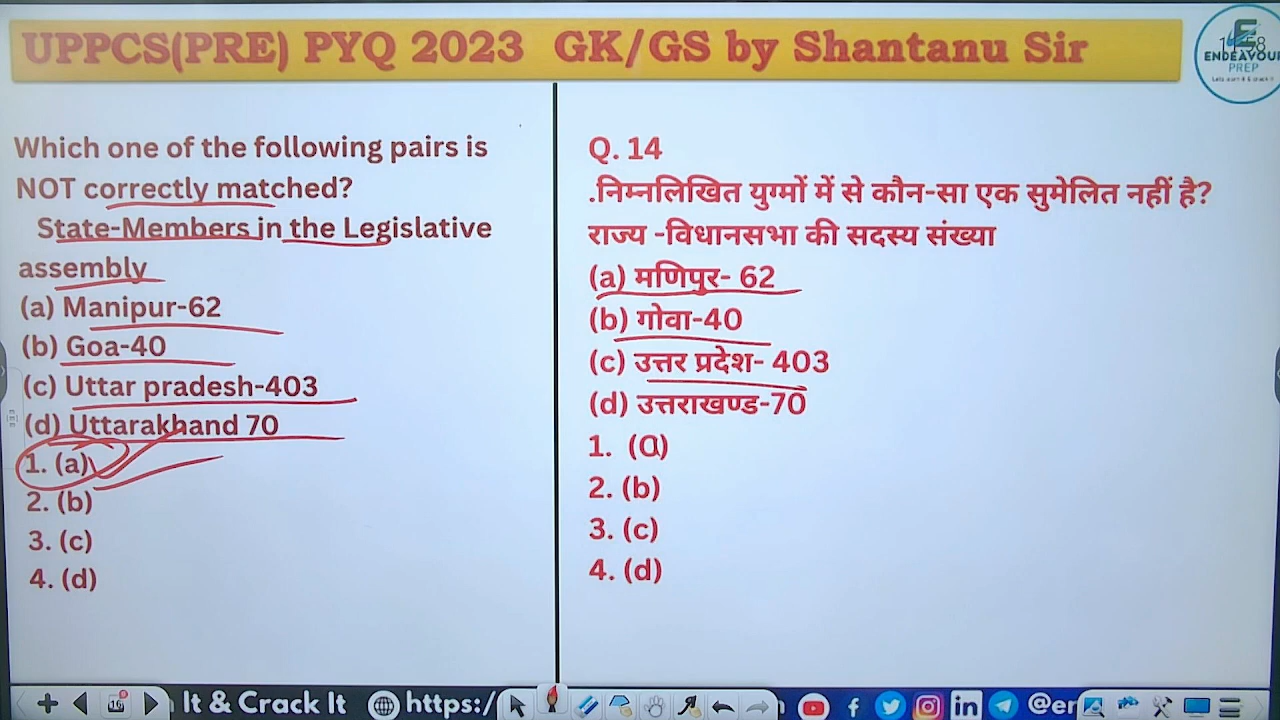 UPPCS(PRE) PYQ 2023 GK/GS by Shantanu Sir
ENDEAVOUR
PREP
Which one of the following pairs is
NOT correctly matched?
State-Members in the Legislative
assembly
(a) Manipur-62
(b) Goa-40
(c) Uttar pradesh-403
(d) Uttarakhand 70
1. (a)
2. (b)
3. (c)
4. (d)
Q. 14
.निम्नलिखित युग्मों में से कौन-सा एक सुमेलित नहीं है?
राज्य -विधानसभा की सदस्य संख्या
(a) मणिपुर- 62
(b) गोवा-40
(c) उत्तर प्रदेश- 403
(d) उत्तराखण्ड-70
1. (a)
2. (b)
3. (c)
4. (d)
It & Crack It https:/ @er